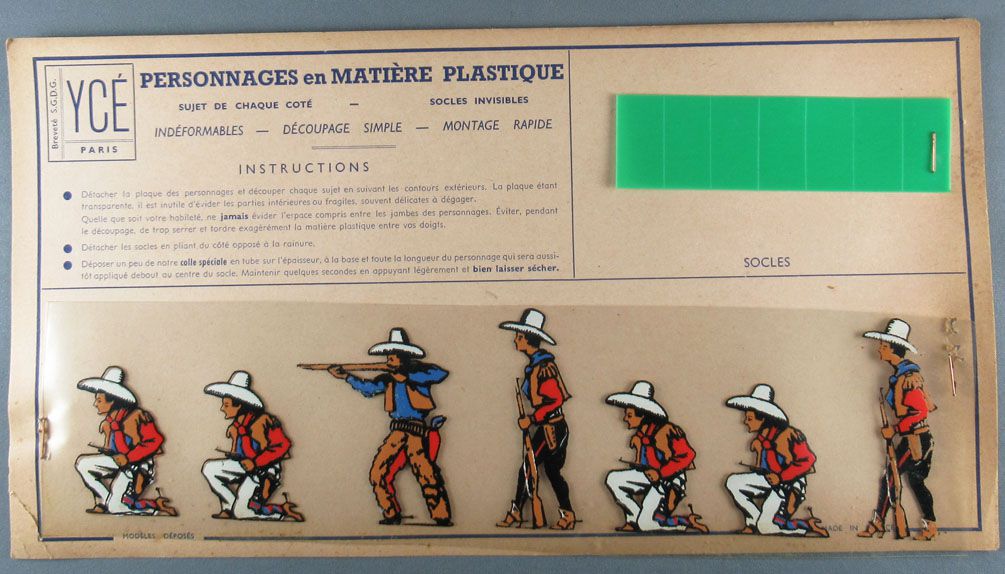 Breveté S.G.D.G.
YCÉ
PARIS
PERSONNAGES en MATIÈRE PLASTIQUE
SUJET DE CHAQUE COTÉ — SOCLES INVISIBLES
INDÉFORMABLES — DÉCOUPAGE SIMPLE — MONTAGE RAPIDE
INSTRUCTIONS
● Détacher la plaque des personnages et découper chaque sujet en suivant les contours extérieurs. La plaque étant
transparente, il est inutile d'évider les parties intérieures ou fragiles, souvent délicates à dégager.
Quelle que soit votre habileté, ne jamais évider l'espace compris entre les jambes des personnages. Éviter, pendant
le découpage, de trop serrer et tordre exagérément la matière plastique entre vos doigts.
● Détacher les socles en pliant du côté opposé à la rainure.
● Déposer un peu de notre colle spéciale en tube sur l'épaisseur, à la base et toute la longueur du personnage qui sera aussi-
tôt appliqué debout au centre du socle. Maintenir quelques secondes en appuyant légèrement et bien laisser sécher.
SOCLES
MODÈLES DÉPOSÉS
MADE IN